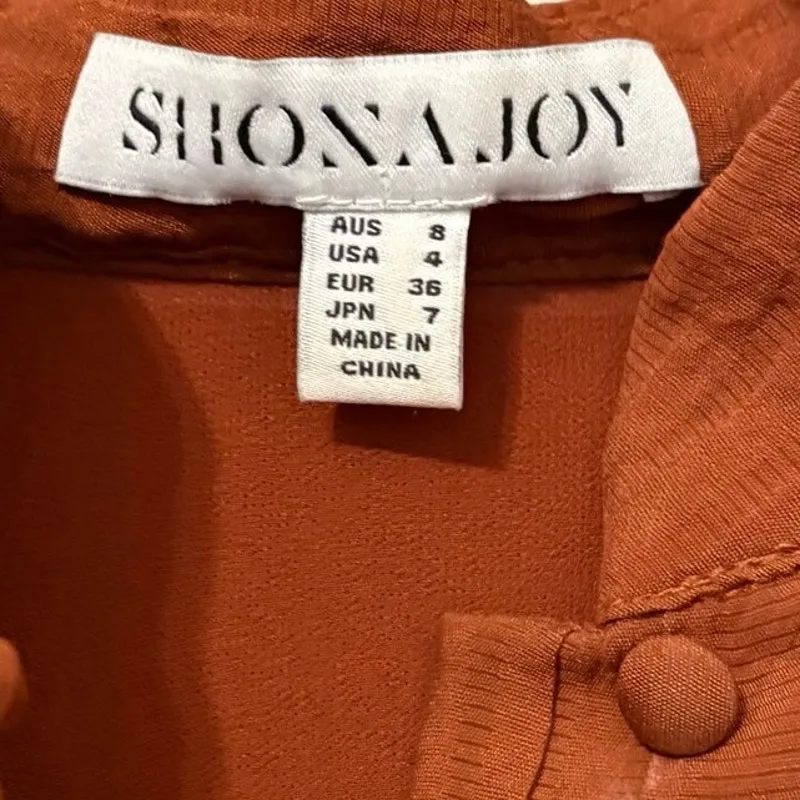 SHONA JOY
AUS 8
USA 4
EUR 36
JPN 7
MADE IN
CHINA